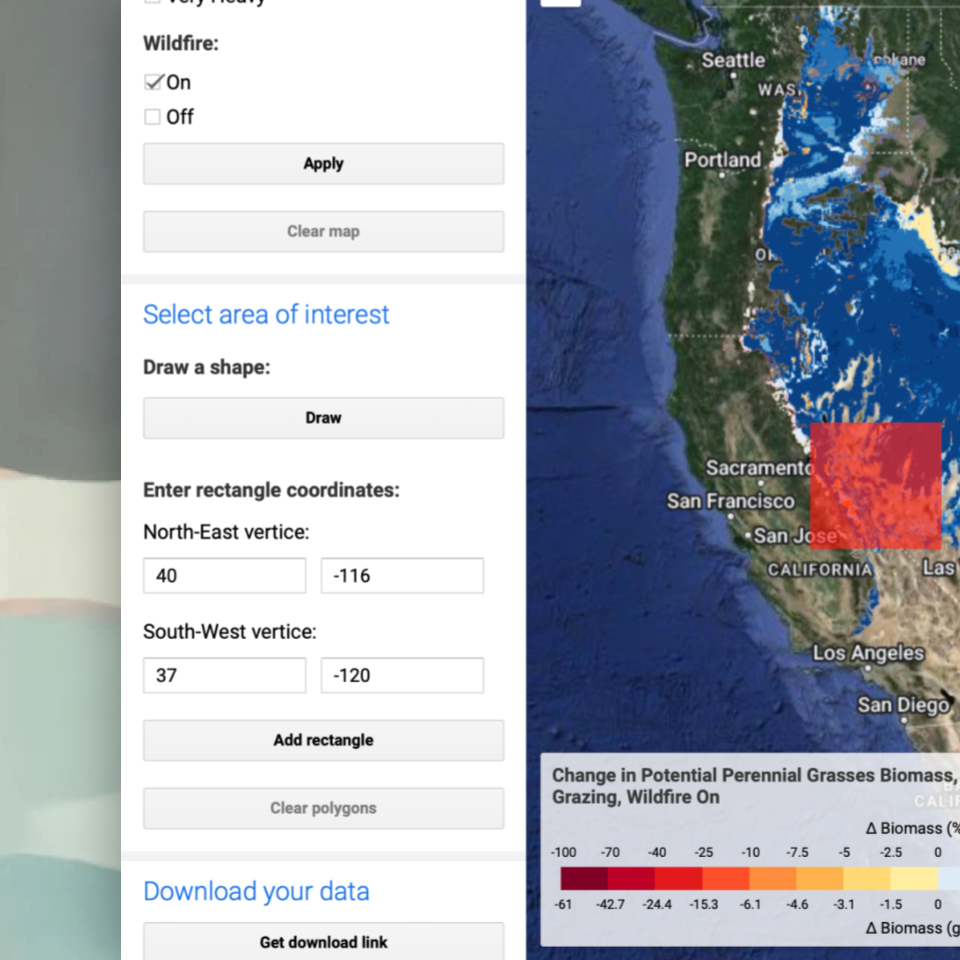 Very Heavy
Wildfire:
On
Off
Apply
Clear map
Select area of interest
Draw a shape:
Draw
Enter rectangle coordinates:
North-East vertice:
40 -116
South-West vertice:
37 -120
Add rectangle
Clear polygons
Download your data
Get download link
Seattle
WAS
Portland
Sacramento
San Francisco
San Jose
CALIFORNIA
Las
Los Angeles
San Diego
Change in Potential Perennial Grasses Biomass,
Grazing, Wildfire On
Δ Biomass (%
-100 -70 -40 -25 -10 -7.5 -5 -2.5 0
-61 -42.7 -24.4 -15.3 -6.1 -4.6 -3.1 -1.5 0
Δ Biomass (g